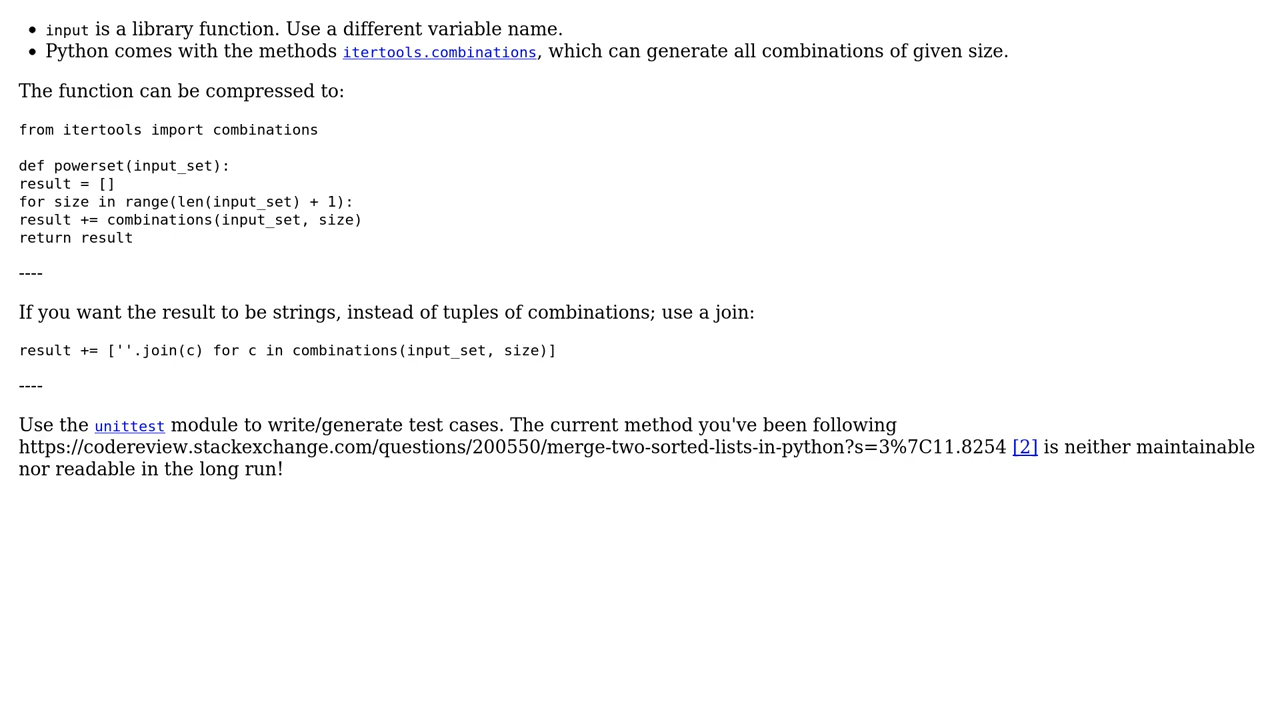 input is a library function. Use a different variable name.
Python comes with the methods itertools.combinations, which can generate all combinations of given size.
The function can be compressed to:
from itertools import combinations
def powerset(input_set):
result = []
for size in range(len(input_set) + 1):
result += combinations(input_set, size)
return result
----
If you want the result to be strings, instead of tuples of combinations; use a join:
result += [''.join(c) for c in combinations(input_set, size)]
----
Use the unittest module to write/generate test cases. The current method you've been following
https://codereview.stackexchange.com/questions/200550/merge-two-sorted-lists-in-python?s=3%7C11.8254 [2] is neither maintainable
nor readable in the long run!